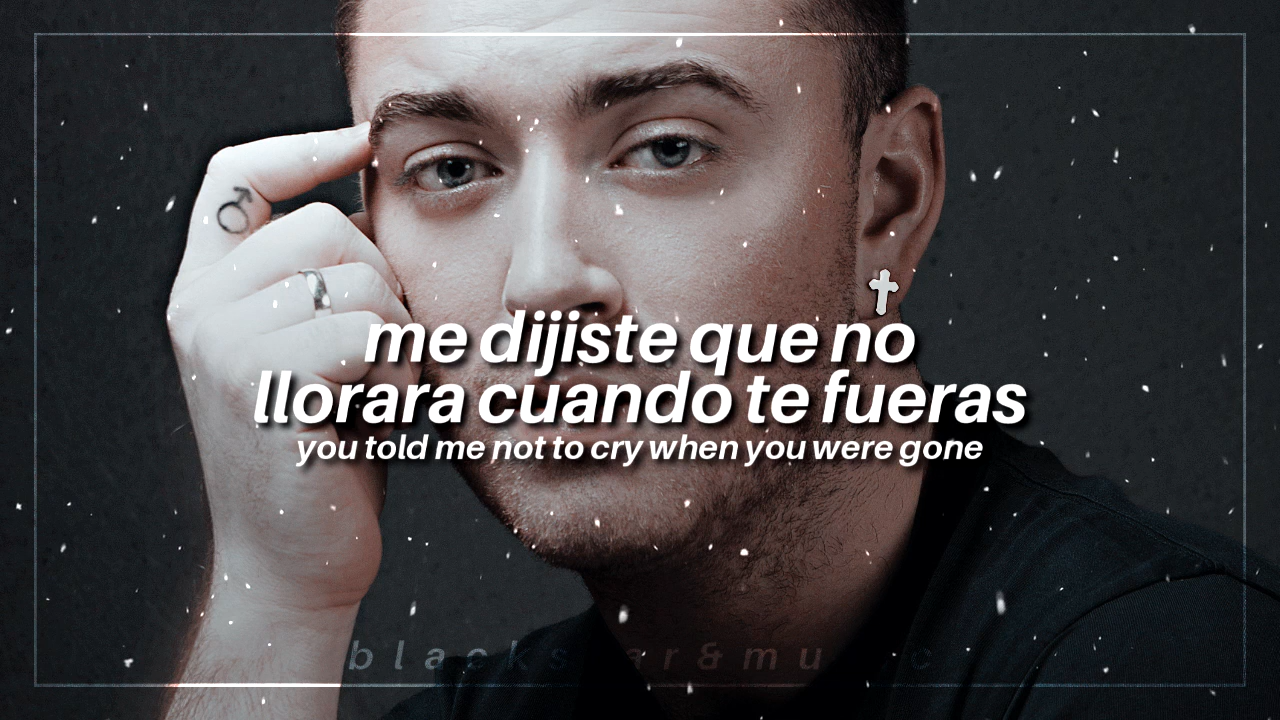 me dijiste que no
llorara cuando te fueras
you told me not to cry when you were gone